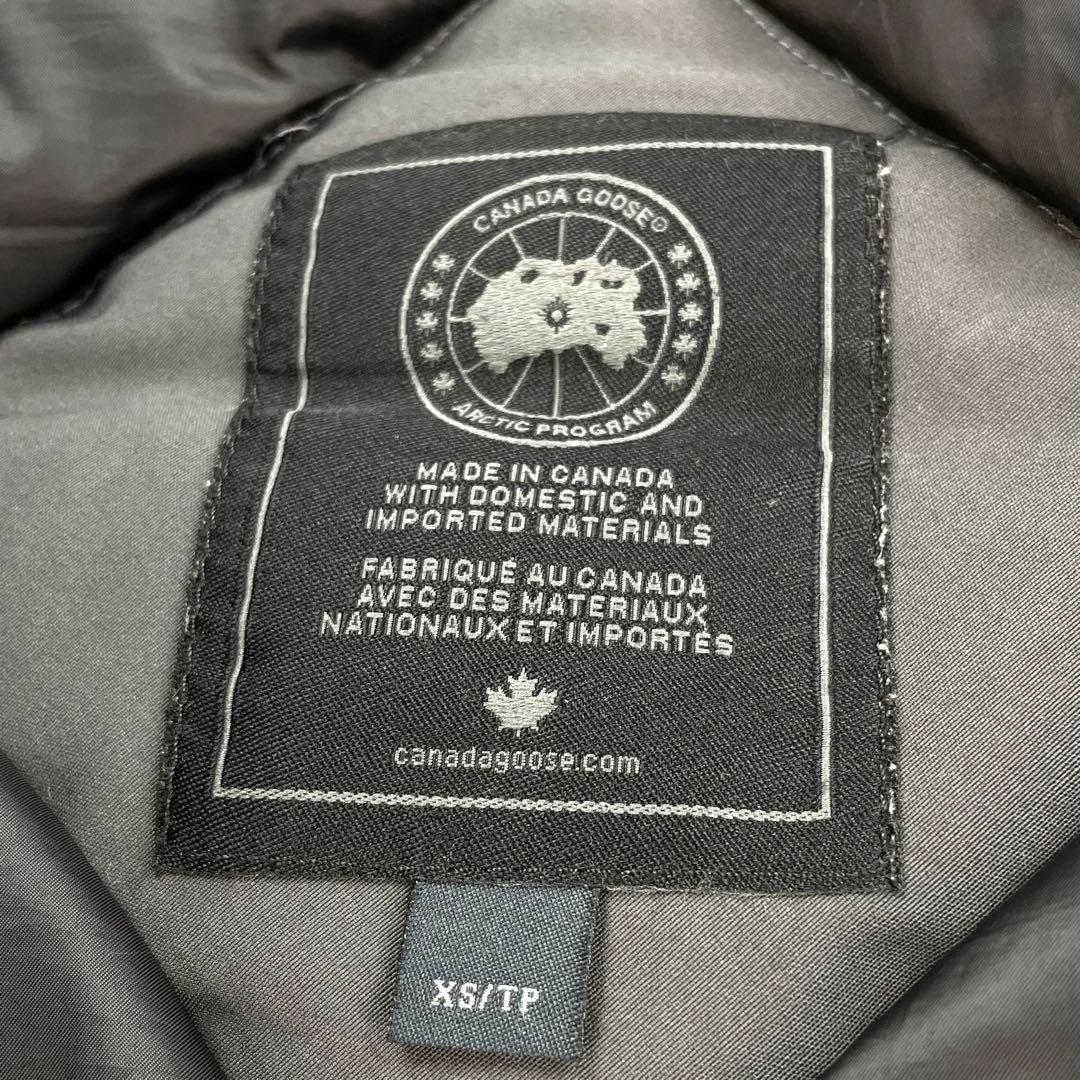 CANADA GOOSE®
ARCTIC PROGRAM
MADE IN CANADA
WITH DOMESTIC AND
IMPORTED MATERIALS
FABRIQUÉ AU CANADA
AVEC DES MATERIAUX
NATIONAUX ET IMPORTÉS
canadagoose.com
XS/TP